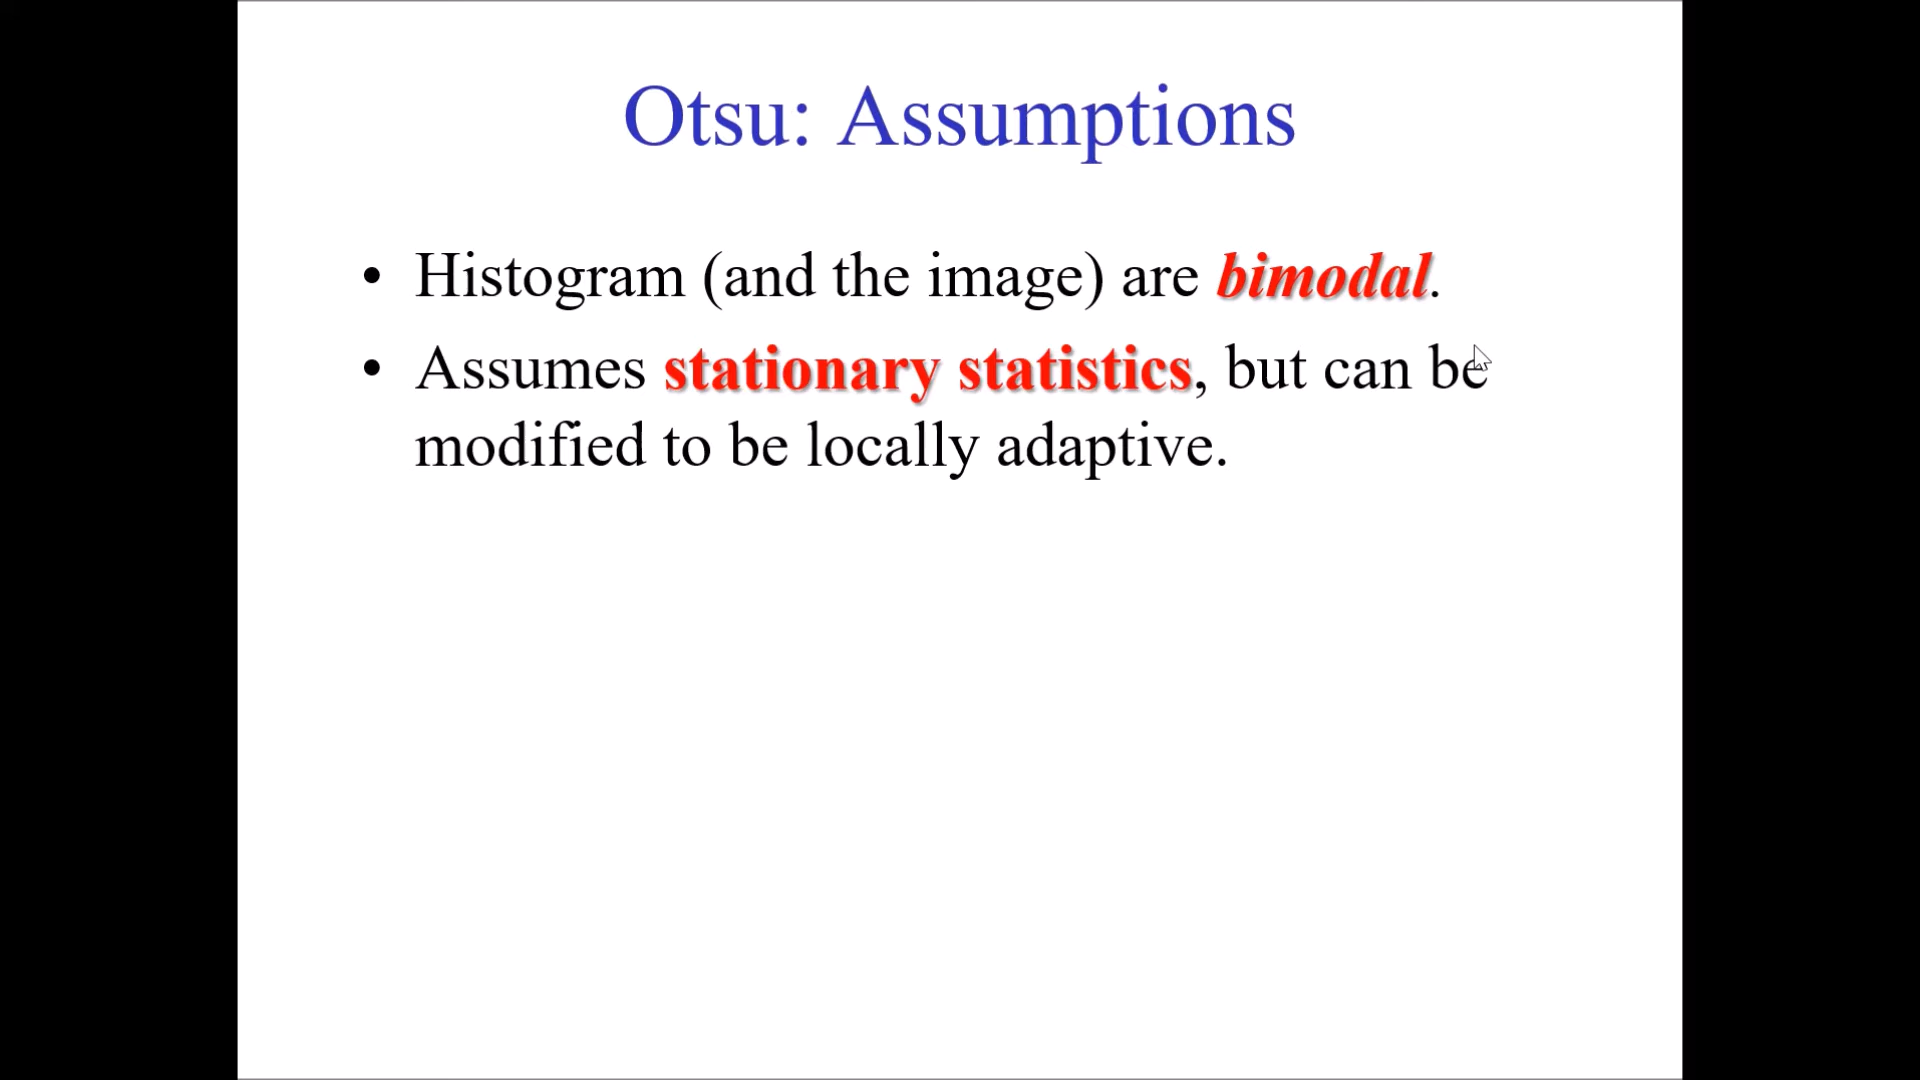 Otsu: Assumptions
• Histogram (and the image) are bimodal.
• Assumes stationary statistics, but can be
modified to be locally adaptive.